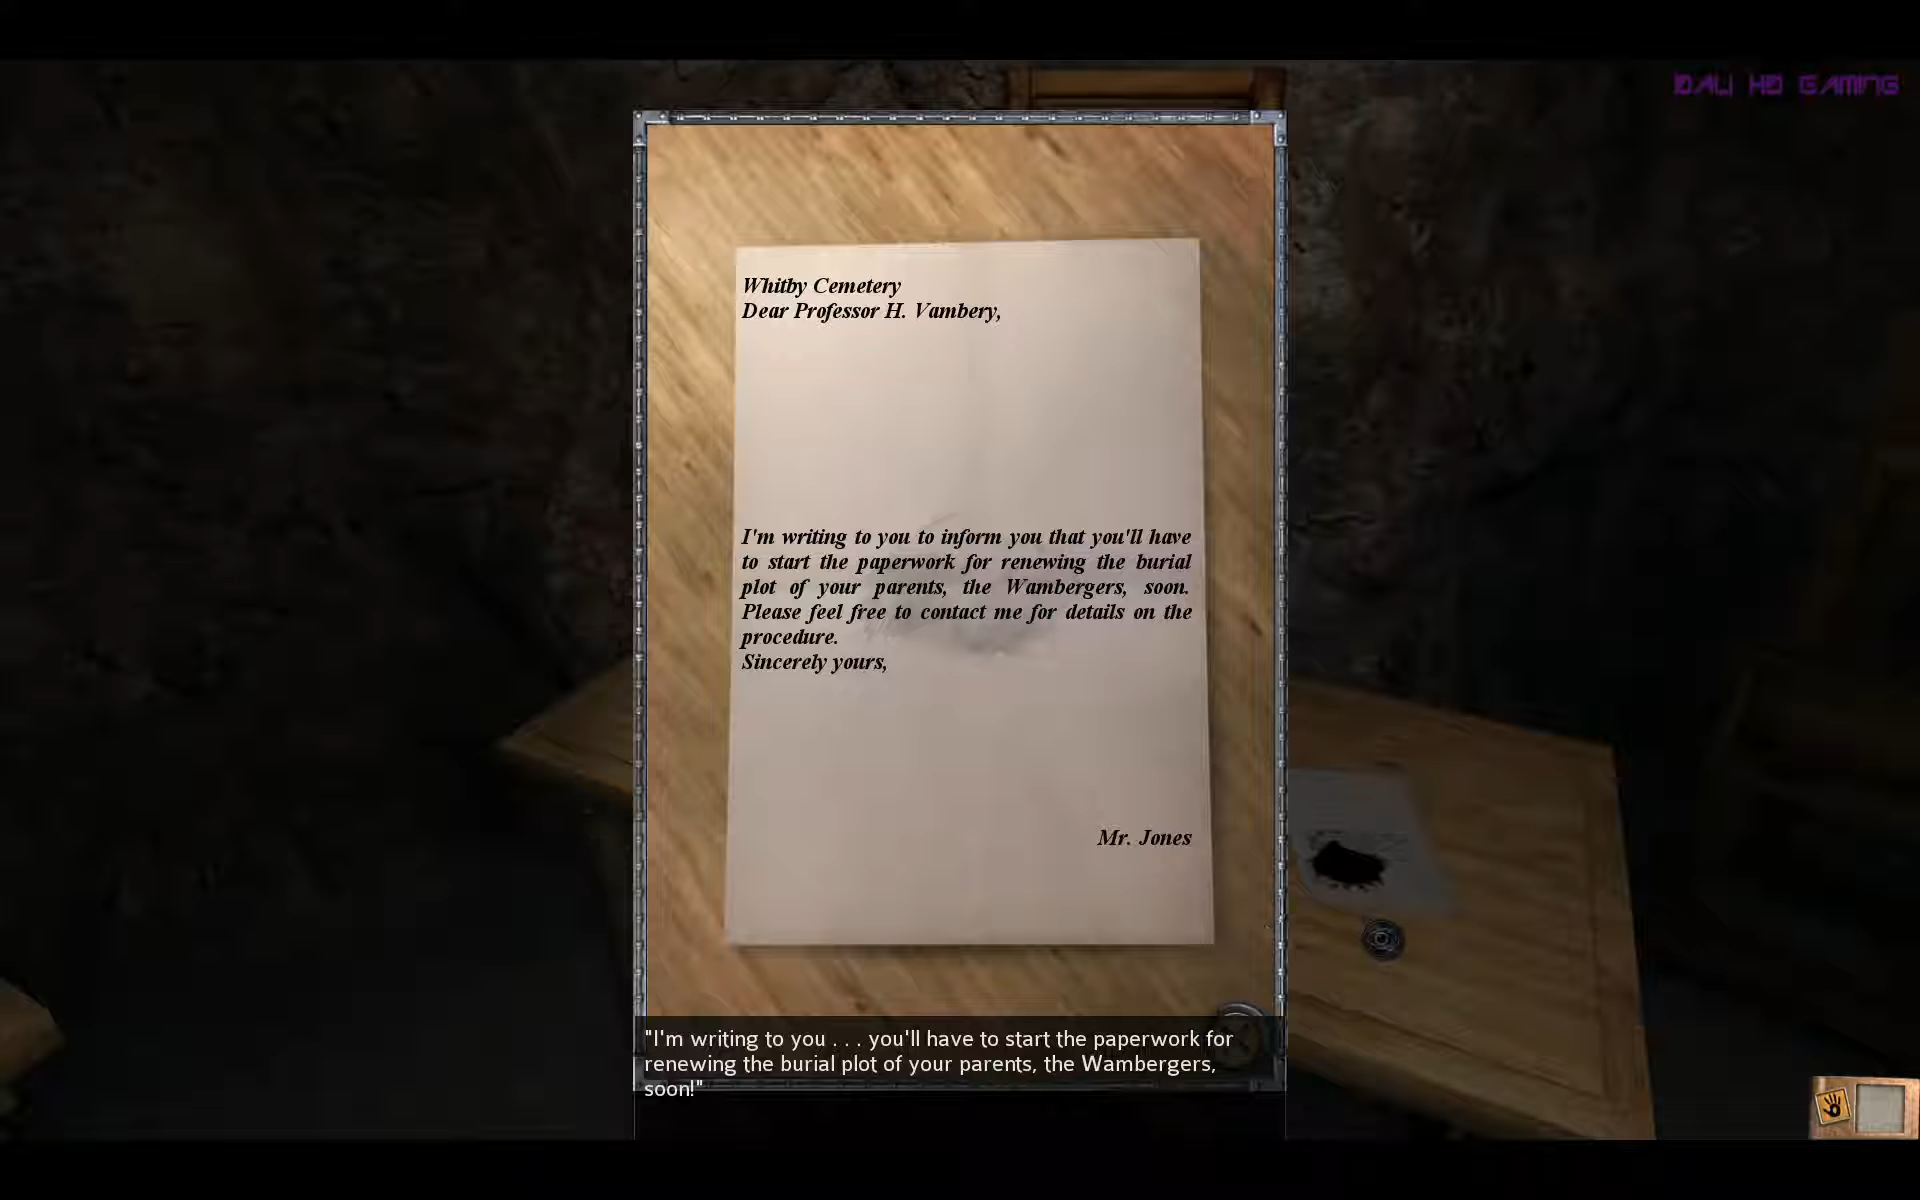 10ALI HD GAMING
Whitby Cemetery
Dear Professor H. Vambery,
I'm writing to you to inform you that you'll have
to start the paperwork for renewing the burial
plot of your parents, the Wambergers, soon.
Please feel free to contact me for details on the
procedure.
Sincerely yours,
Mr. Jones
"I'm writing to you . . . you'll have to start the paperwork for
renewing the burial plot of your parents, the Wambergers,
soon!"